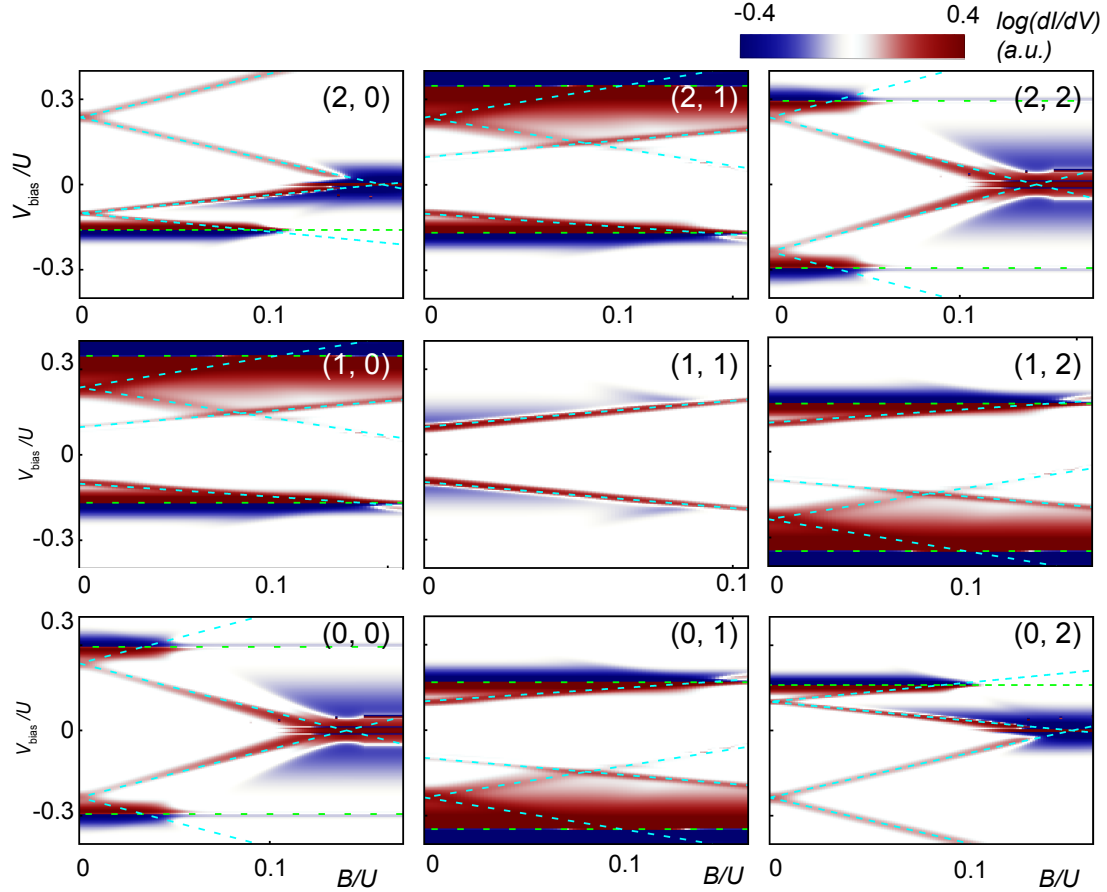 -0.4 0.4 log(dI/dV)
(a.u.)
0.3 (2, 0) (2, 1) (2, 2)
V_bias /U 0
-0.3
0 0.1 0 0.1 0.1
0.3 (1, 0) (1, 1) (1, 2)
V_bias /U 0
-0.3
0 0.1 0 0.1 0 0.1
0.3 (0, 0) (0, 1) (0, 2)
V_bias /U 0
-0.3
0 0.1 0 0.1 0 0.1
B/U B/U B/U